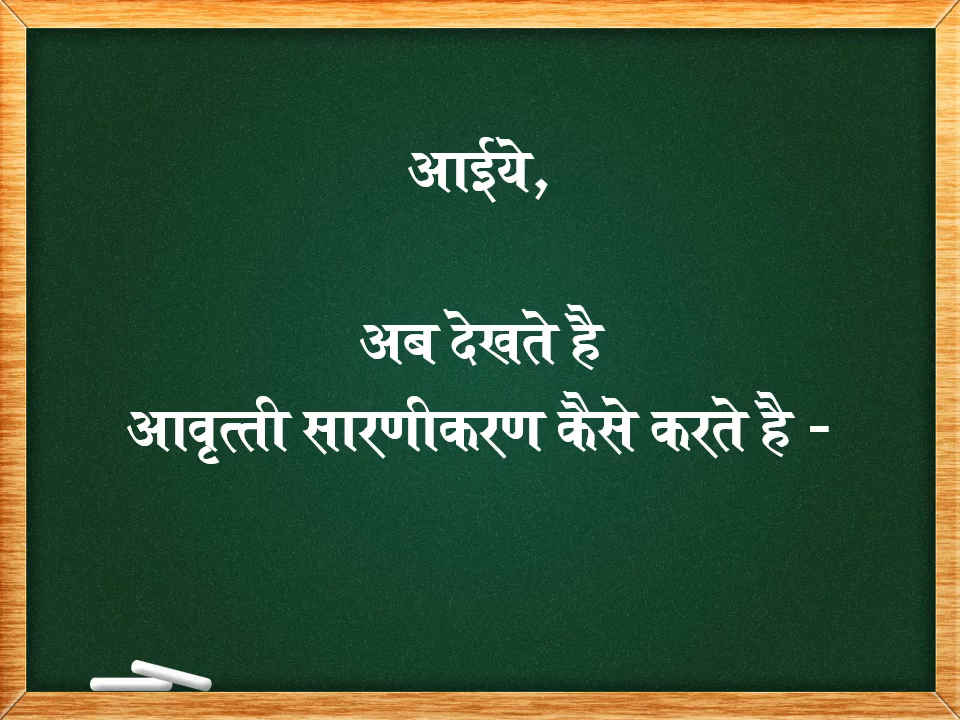 आईये,
अब देखते है
आवृत्ती सारणीकरण कैसे करते है -